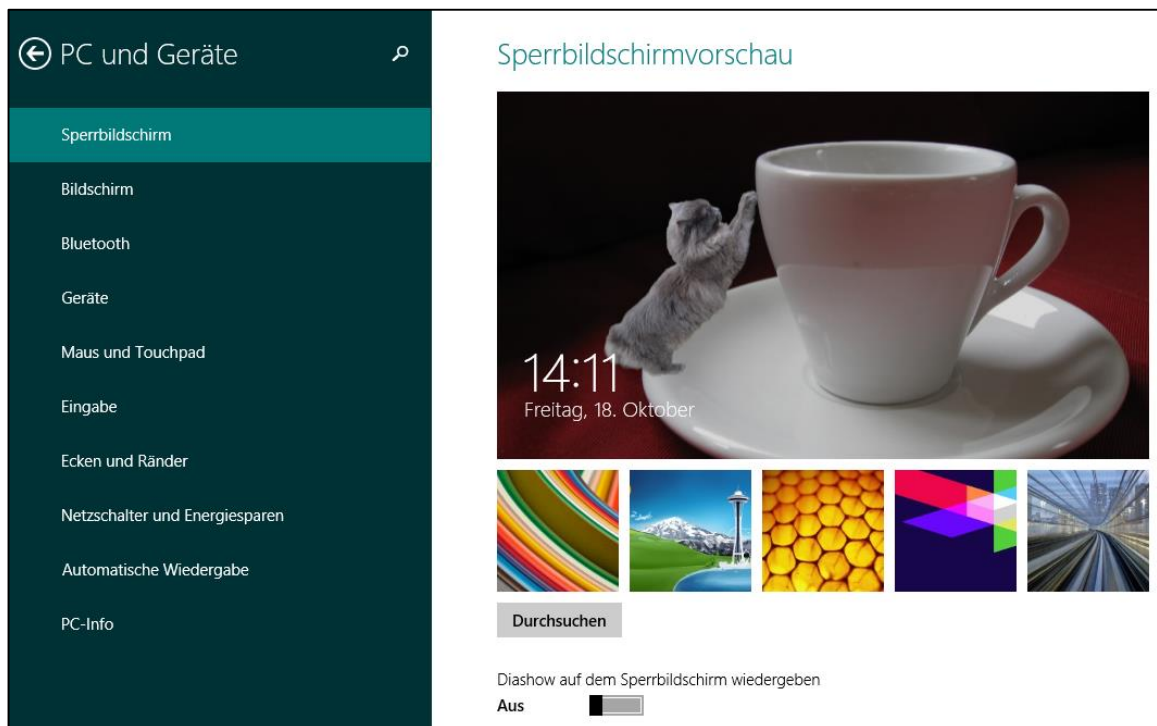 PC und Geräte
Sperrbildschirm
Bildschirm
Bluetooth
Geräte
Maus und Touchpad
Eingabe
Ecken und Ränder
Netzschalter und Energiesparen
Automatische Wiedergabe
PC-Info
Sperrbildschirmvorschau
14:11
Freitag, 18. Oktober
Durchsuchen
Diashow auf dem Sperrbildschirm wiedergeben
Aus